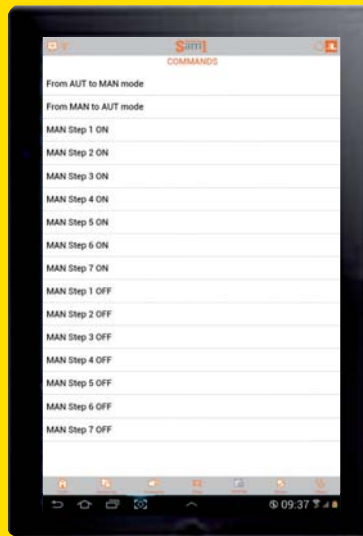 Sam1
COMMANDS
From AUT to MAN mode
From MAN to AUT mode
MAN Step 1 ON
MAN Step 2 ON
MAN Step 3 ON
MAN Step 4 ON
MAN Step 5 ON
MAN Step 6 ON
MAN Step 7 ON
MAN Step 1 OFF
MAN Step 2 OFF
MAN Step 3 OFF
MAN Step 4 OFF
MAN Step 5 OFF
MAN Step 6 OFF
MAN Step 7 OFF
09:37